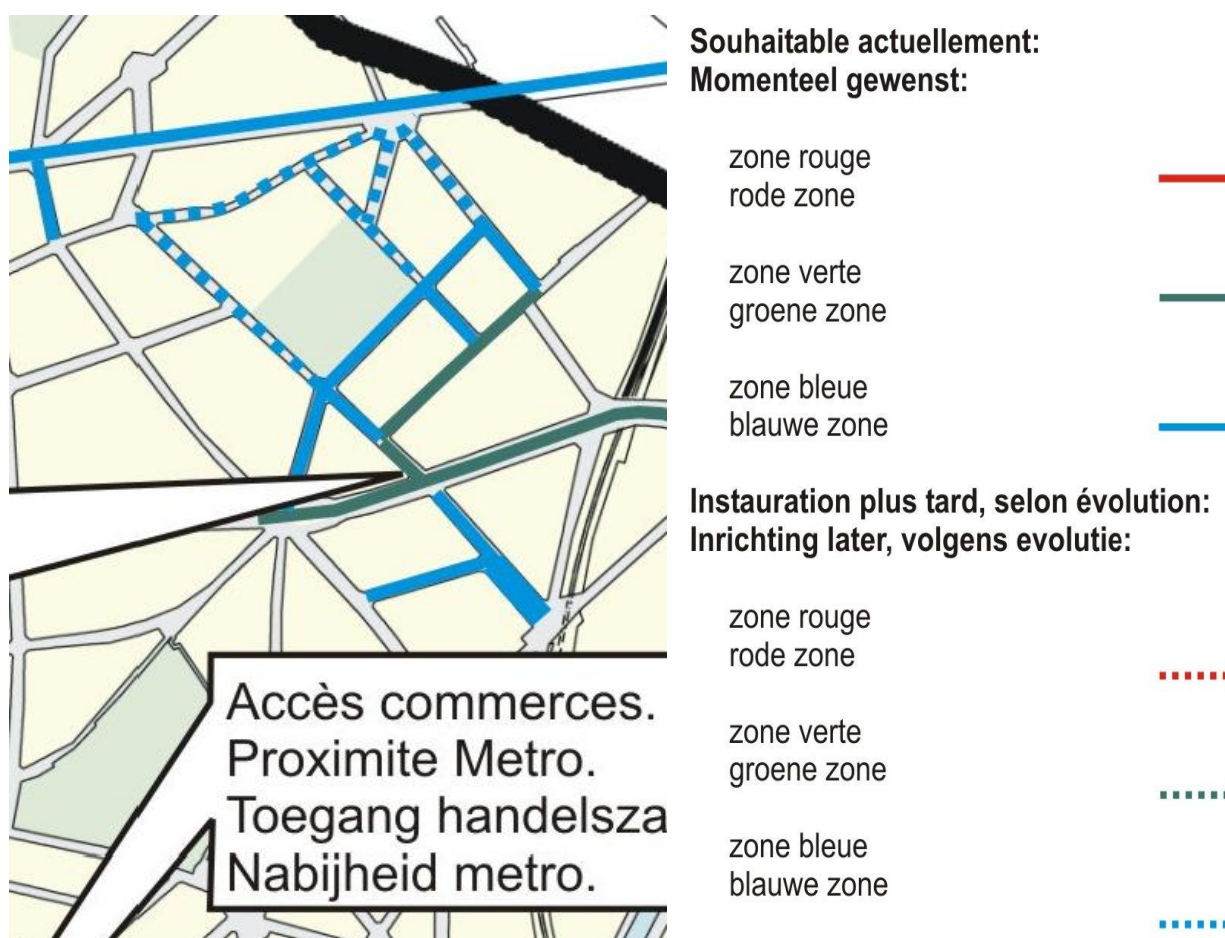 Souhaitable actuellement:
Momenteel gewenst:
zone rouge
rode zone
zone verte
groene zone
zone bleue
blauwe zone
Instauration plus tard, selon évolution:
Inrichting later, volgens evolutie:
zone rouge
rode zone
zone verte
groene zone
zone bleue
blauwe zone
Accès commerces.
Proximite Metro.
Toegang handelsza
Nabijheid metro.